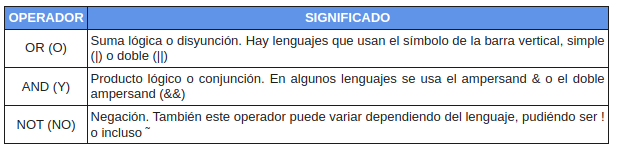 OPERADOR SIGNIFICADO
OR (O) Suma lógica o disyunción. Hay lenguajes que usan el símbolo de la barra vertical, simple
(|) o doble (||)
AND (Y) Producto lógico o conjunción. En algunos lenguajes se usa el ampersand & o el doble
ampersand (&&)
NOT (NO) Negación. También este operador puede variar dependiendo del lenguaje, pudiéndo ser !
o incluso ˜